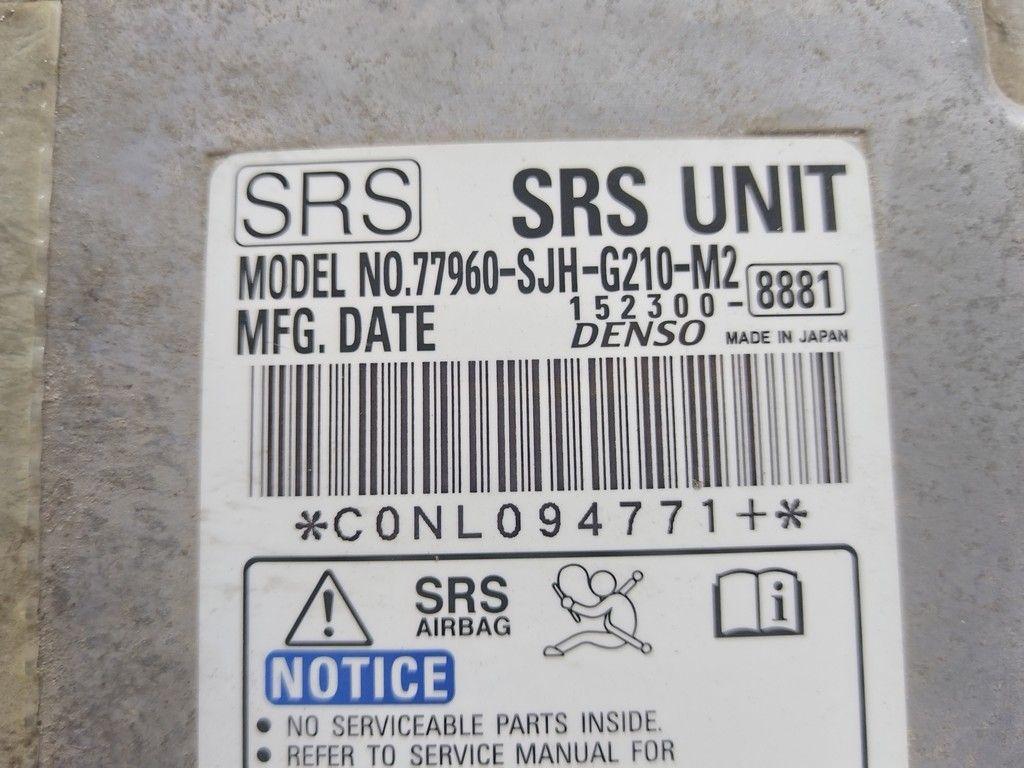 SRS SRS UNIT
MODEL NO.77960-SJH-G210-M2
152300-8881
MFG. DATE DENSO MADE IN JAPAN
*C0NL094771+*
SRS
AIRBAG
i
NOTICE
• NO SERVICEABLE PARTS INSIDE.
• REFER TO SERVICE MANUAL FOR